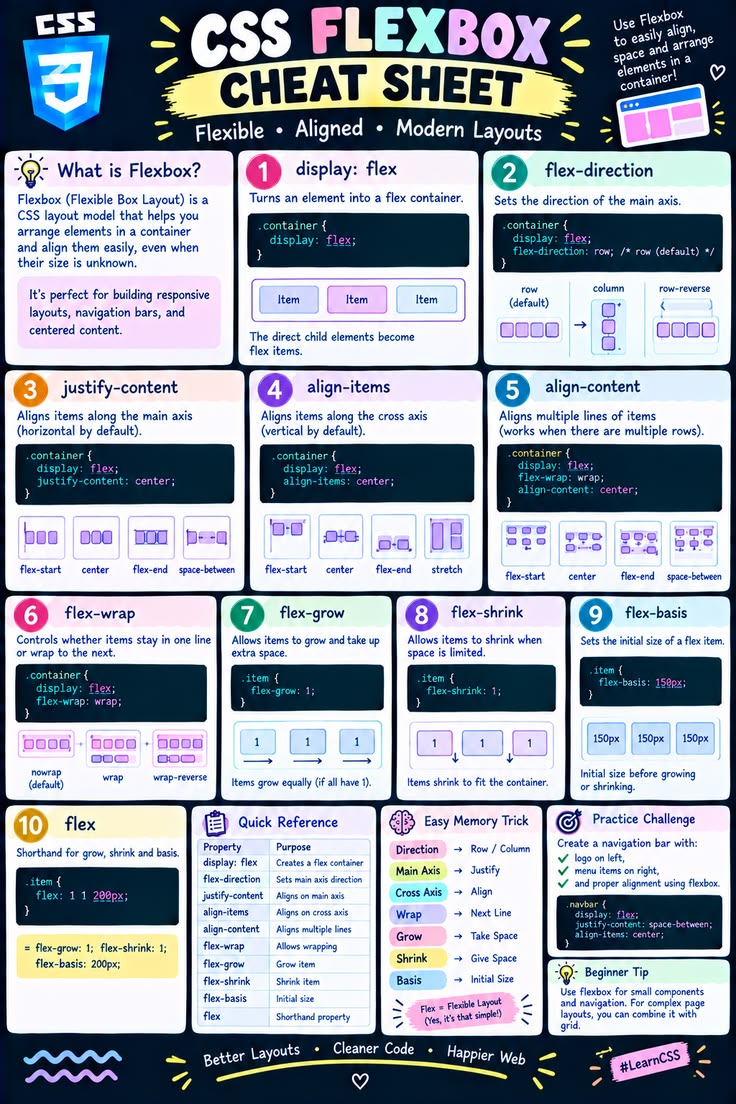 CSS
3
CSS FLEXBOX
CHEAT SHEET
Flexible • Aligned • Modern Layouts
Use Flexbox
to easily align,
space and arrange
elements in a
container!
What is Flexbox?
Flexbox (Flexible Box Layout) is a
CSS layout model that helps you
arrange elements in a container
and align them easily, even when
their size is unknown.
It's perfect for building responsive
layouts, navigation bars, and
centered content.
1 display: flex
Turns an element into a flex container.
.container {
display: flex;
}
Item Item Item
The direct child elements become
flex items.
2 flex-direction
Sets the direction of the main axis.
.container {
display: flex;
flex-direction: row; /* row (default) */
}
row
(default)
→
column
row-reverse
3 justify-content
Aligns items along the main axis
(horizontal by default).
.container {
display: flex;
justify-content: center;
}
flex-start center flex-end space-between
4 align-items
Aligns items along the cross axis
(vertical by default).
.container {
display: flex;
align-items: center;
}
flex-start center flex-end stretch
5 align-content
Aligns multiple lines of items
(works when there are multiple rows).
.container {
display: flex;
flex-wrap: wrap;
align-content: center;
}
flex-start center flex-end space-between
6 flex-wrap
Controls whether items stay in one line
or wrap to the next.
.container {
display: flex;
flex-wrap: wrap;
}
nowrap
(default)
wrap
wrap-reverse
7 flex-grow
Allows items to grow and take up
extra space.
.item {
flex-grow: 1;
}
1 1 1
Items grow equally (if all have 1).
8 flex-shrink
Allows items to shrink when
space is limited.
.item {
flex-shrink: 1;
}
1 1 1
Items shrink to fit the container.
9 flex-basis
Sets the initial size of a flex item.
.item {
flex-basis: 150px;
}
150px 150px 150px
Initial size before growing
or shrinking.
10 flex
Shorthand for grow, shrink and basis.
.item {
flex: 1 1 200px;
}
= flex-grow: 1; flex-shrink: 1;
flex-basis: 200px;
Quick Reference
Property Purpose
display: flex Creates a flex container
flex-direction Sets main axis direction
justify-content Aligns on main axis
align-items Aligns on cross axis
align-content Aligns multiple lines
flex-wrap Allows wrapping
flex-grow Grow item
flex-shrink Shrink item
flex-basis Initial size
flex Shorthand property
Easy Memory Trick
Direction → Row / Column
Main Axis → Justify
Cross Axis → Align
Wrap → Next Line
Grow → Take Space
Shrink → Give Space
Basis → Initial Size
Flex = Flexible Layout
(Yes, it's that simple!)
Practice Challenge
Create a navigation bar with:
✓ logo on left,
✓ menu items on right,
✓ and proper alignment using flexbox.
.navbar {
display: flex;
justify-content: space-between;
align-items: center;
}
Beginner Tip
Use flexbox for small components
and navigation. For complex page
layouts, you can combine it with
grid.
Better Layouts • Cleaner Code • Happier Web
#LearnCSS